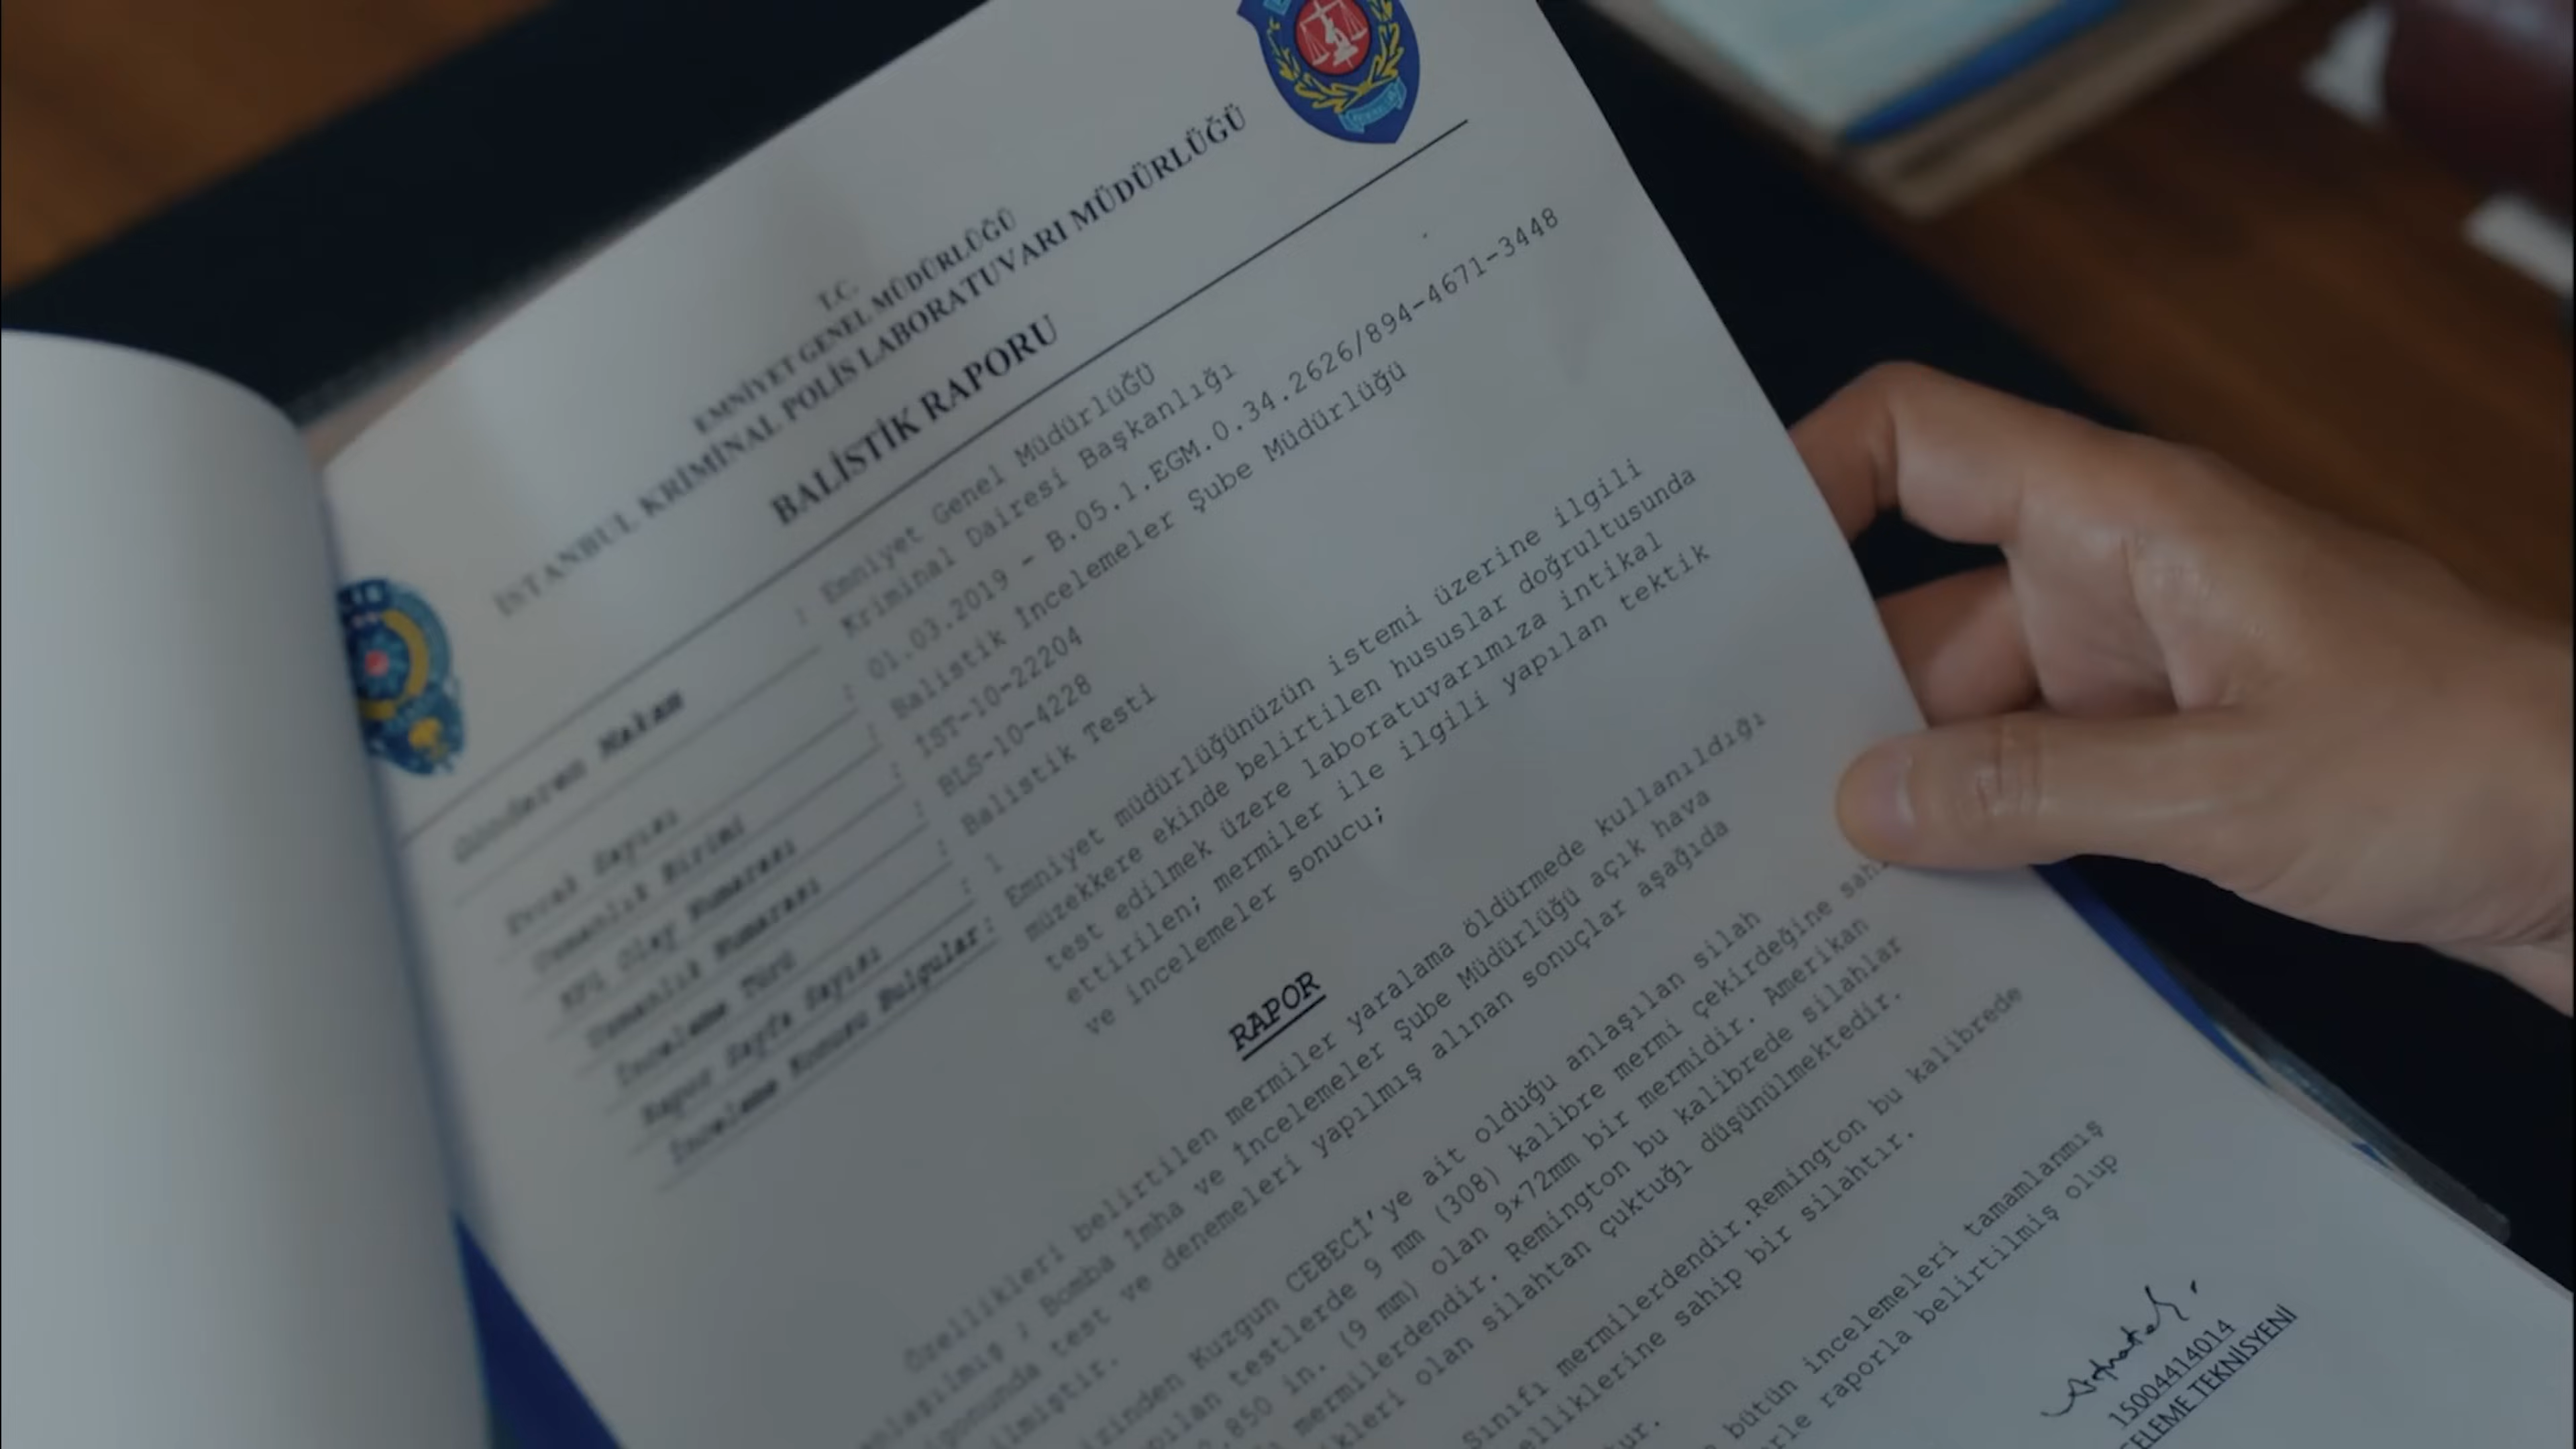 T.C.
EMNİYET GENEL MÜDÜRLÜĞÜ
İSTANBUL KRİMİNAL POLİS LABORATUVARI MÜDÜRLÜĞÜ
BALİSTİK RAPORU
Gönderen Makam : Emniyet Genel MüdürlüĞÜ
Kriminal Dairesi Başkanlığı
Evrak Sayısı : 01.03.2019 - B.05.1.EGM.0.34.2626/894-4671-3448
Uzmanlık Birimi : Balistik İncelemeler Şube Müdürlüğü
Olay Numarası : İST-10-22204
Uzmanlık Numarası : BLS-10-4228
İnceleme Türü : Balistik Testi
Rapor Sayfa Sayısı : 1
İnceleme Konusu Bulgular: Emniyet müdürlüğünüzün istemi üzerine ilgili
müzekkere ekinde belirtilen hususlar doğrultusunda
test edilmek üzere laboratuvarımıza intikal
ettirilen; mermiler ile ilgili yapılan tektik
ve incelemeler sonucu;
RAPOR
Özellikleri belirtilen mermiler yaralama öldürmede kullanıldığı
anlaşılmış ; Bomba İmha ve İncelemeler Şube Müdürlüğü açık hava
test ve denemeleri yapılmış alınan sonuçlar aşağıda
Kuzgun CEBECİ'ye ait olduğu anlaşılan silah
testlerde 9 mm (308) kalibre mermi çekirdeğine
850 in. (9 mm) olan 9×72mm bir mermidir. Amerikan
mermilerdendir. Remington bu kalibrede silahlar
olan silahtan çuktuğı düşünülmektedir.
Sınıfı mermilerdendir.Remington bu kalibrede
sahip bir silahtır.
bütün incelemeleri tamamlanmış
raporla belirtilmiş olup
15004414014
TEKNİSYENİ